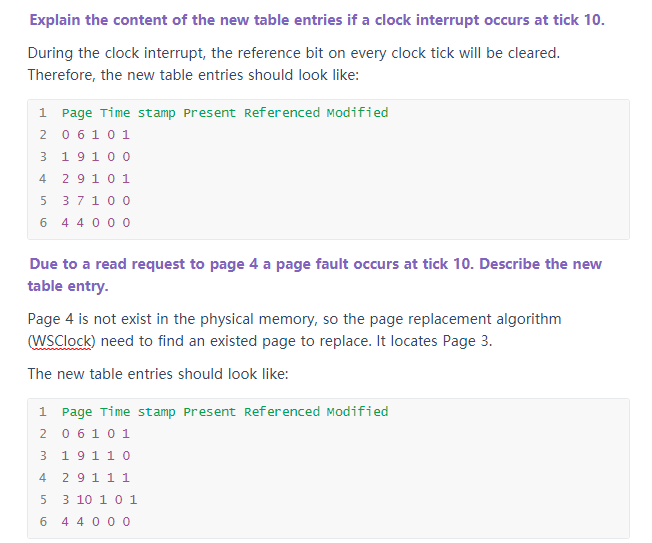 Explain the content of the new table entries if a clock interrupt occurs at tick 10.
During the clock interrupt, the reference bit on every clock tick will be cleared.
Therefore, the new table entries should look like:
1 Page Time stamp Present Referenced Modified
2 0 6 1 0 1
3 1 9 1 0 0
4 2 9 1 0 1
5 3 7 1 0 0
6 4 4 0 0 0
Due to a read request to page 4 a page fault occurs at tick 10. Describe the new
table entry.
Page 4 is not exist in the physical memory, so the page replacement algorithm
(WSClock) need to find an existed page to replace. It locates Page 3.
The new table entries should look like:
1 Page Time stamp Present Referenced Modified
2 0 6 1 0 1
3 1 9 1 1 0
4 2 9 1 1 1
5 3 10 1 0 1
6 4 4 0 0 0